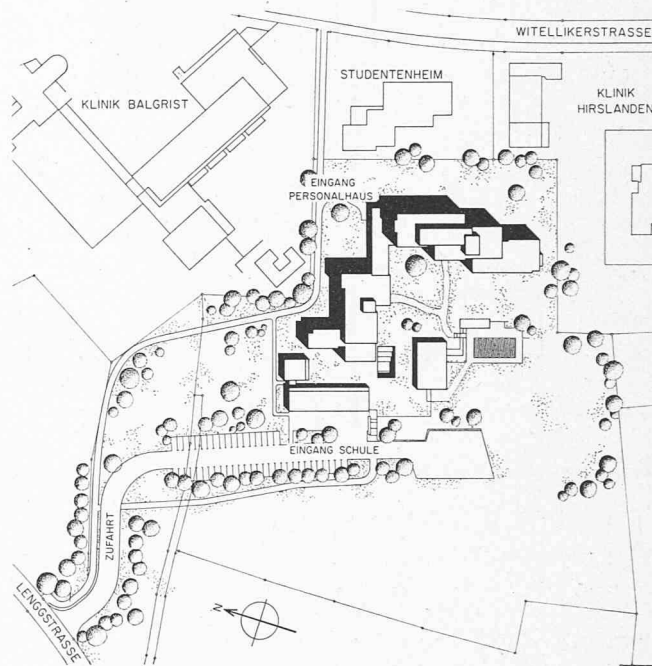 WITELLIKERSTRASSE
STUDENTENHEIM
KLINIK BALGRIST
KLINIK
HIRSLANDEN
EINGANG
PERSONALHAUS
EINGANG SCHULE
ZUFAHRT
LENGGSTRASSE
N